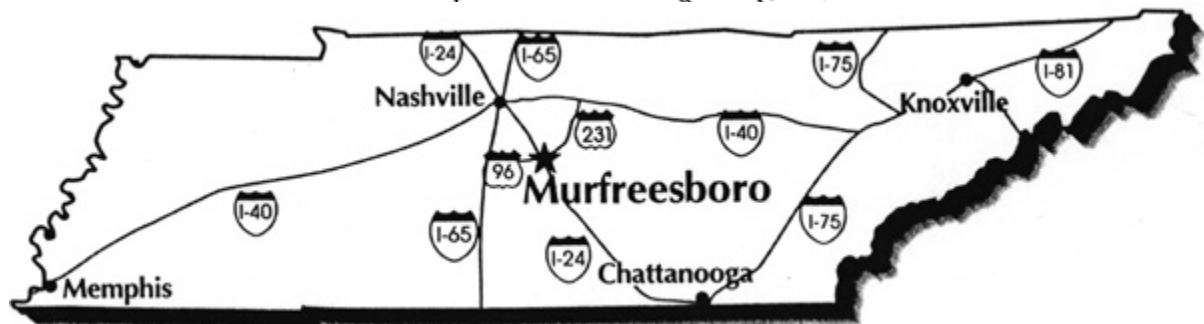 I-24
I-65
I-75
I-81
Nashville
Knoxville
231
I-40
96
Murfreesboro
I-40
I-65
I-75
I-24
Chattanooga
Memphis